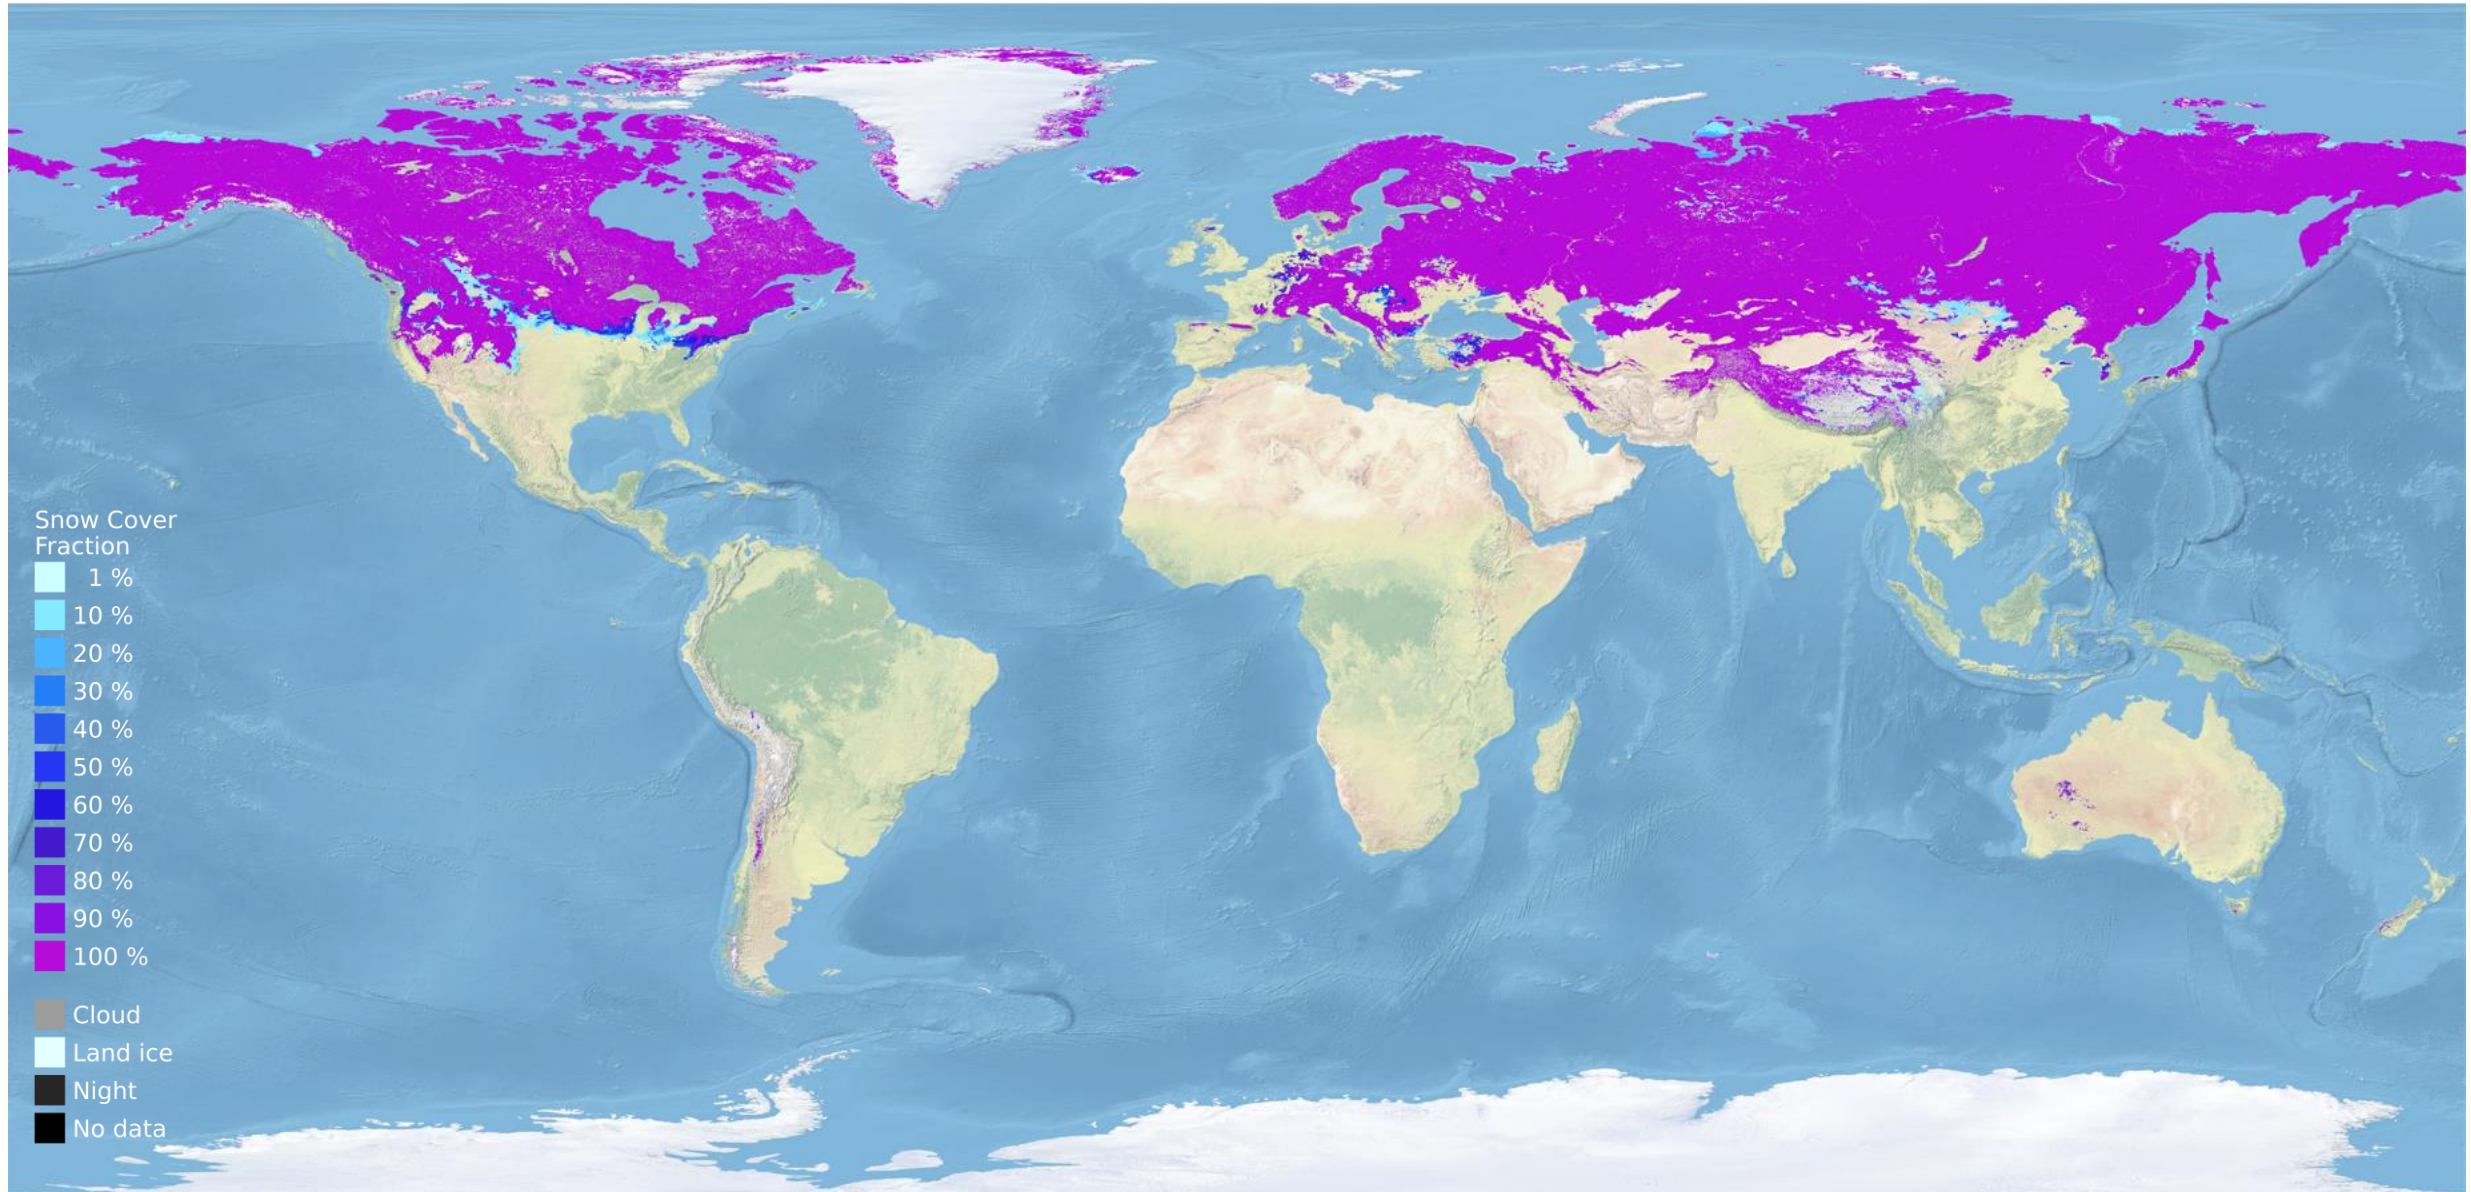 Snow Cover
Fraction
1 %
10 %
20 %
30 %
40 %
50 %
60 %
70 %
80 %
90 %
100 %
Cloud
Land ice
Night
No data